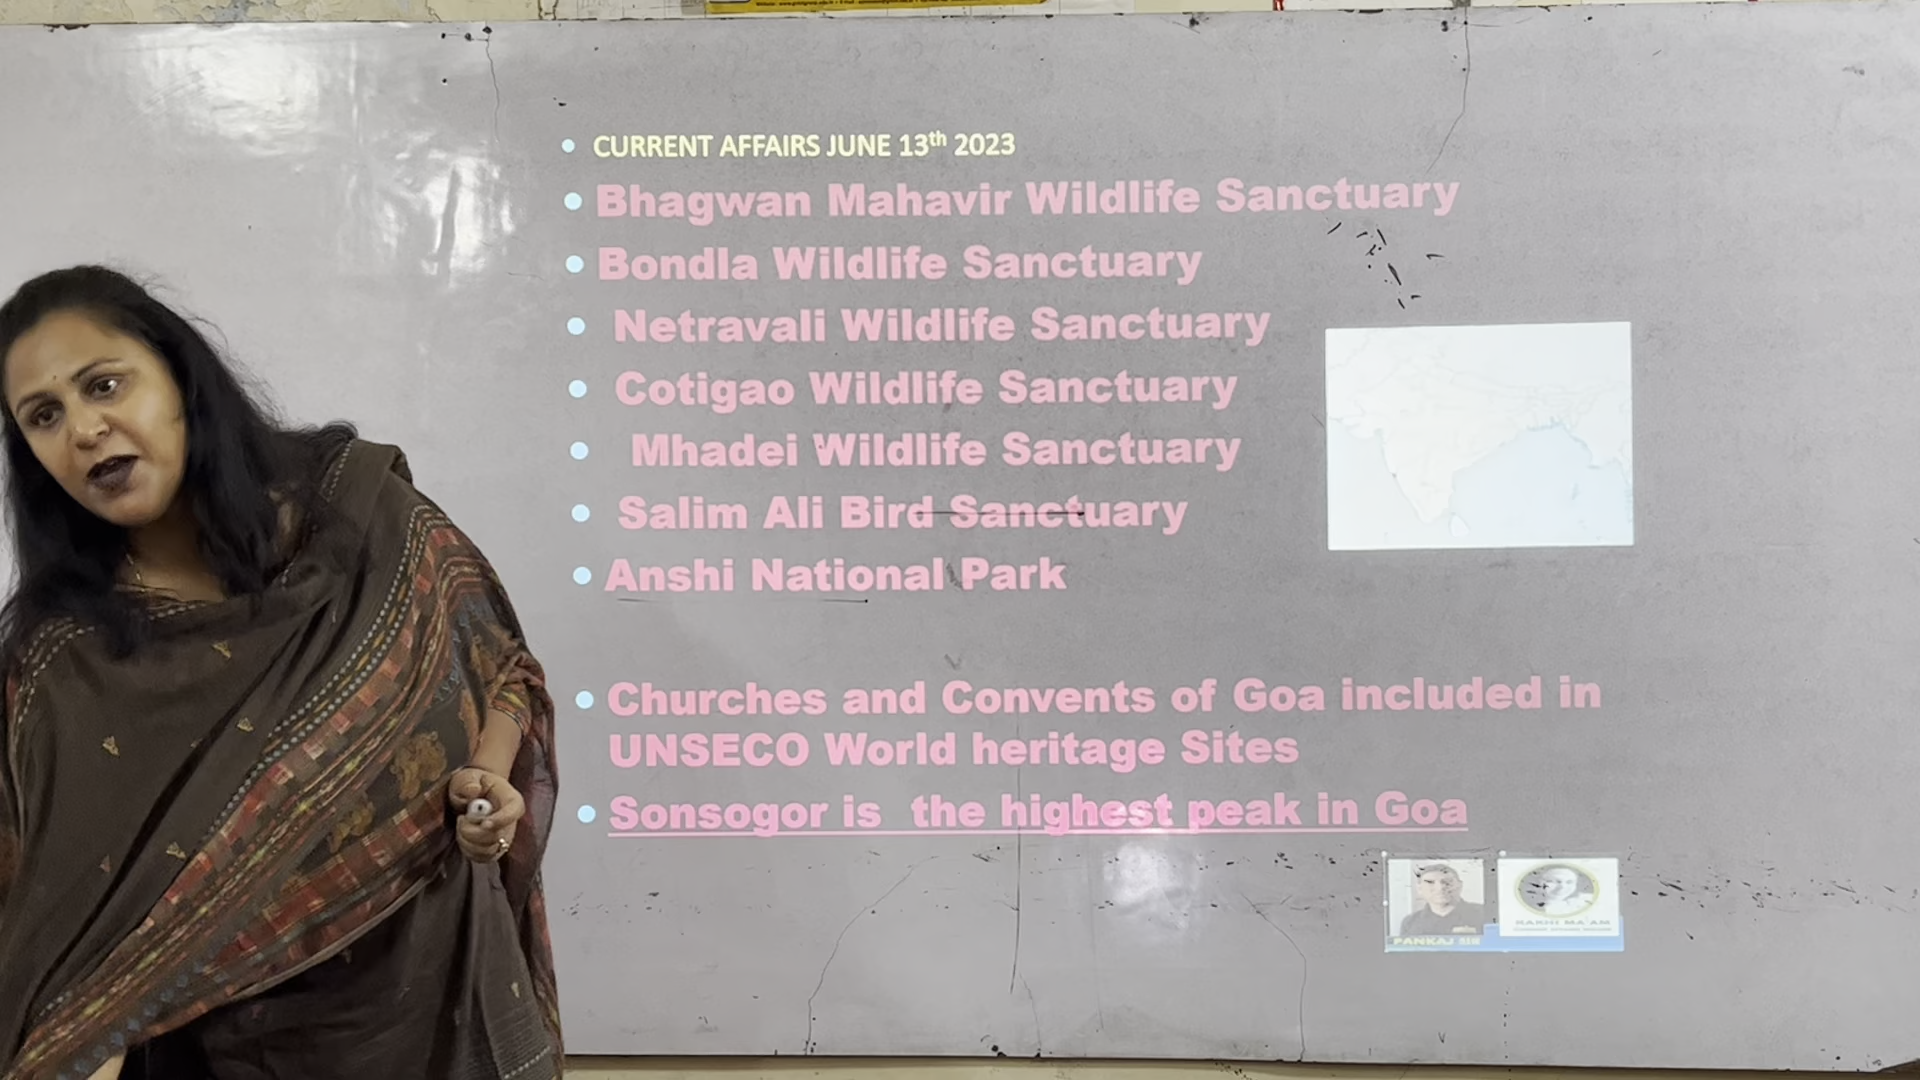 • CURRENT AFFAIRS JUNE 13th 2023
• Bhagwan Mahavir Wildlife Sanctuary
• Bondla Wildlife Sanctuary
• Netravali Wildlife Sanctuary
• Cotigao Wildlife Sanctuary
• Mhadei Wildlife Sanctuary
• Salim Ali Bird Sanctuary
• Anshi National Park
• Churches and Convents of Goa included in
UNSECO World heritage Sites
• Sonsogor is the highest peak in Goa
PANKAJ SIR
RAKHI MA'AM